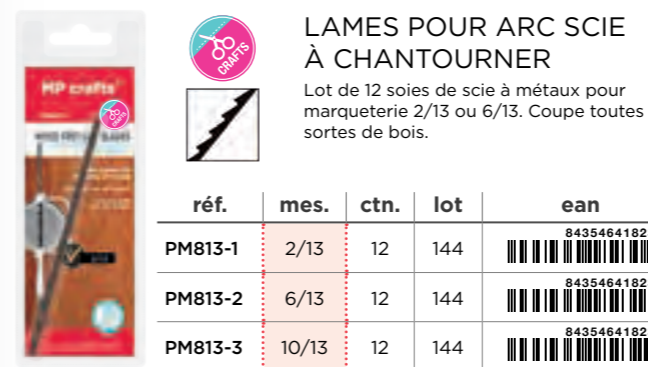 MP crafts
CRAFTS
LAMES POUR ARC SCIE
À CHANTOURNER
Lot de 12 soies de scie à métaux pour
marqueterie 2/13 ou 6/13. Coupe toutes
sortes de bois.
réf. mes. ctn. lot ean
PM813-1 2/13 12 144 8435464182
PM813-2 6/13 12 144 8435464182
PM813-3 10/13 12 144 8435464182